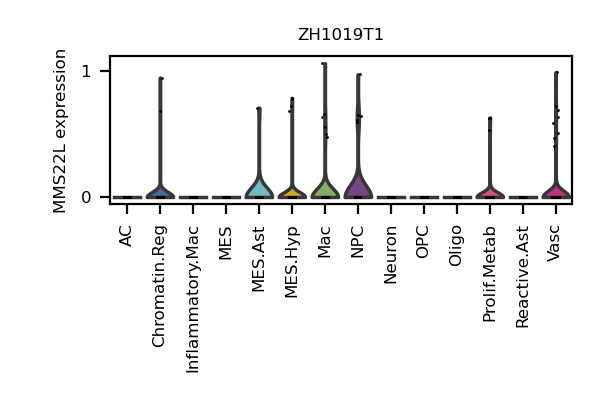 ZH1019T1
MMS22L expression
1
0
AC
Chromatin.Reg
Inflammatory.Mac
MES
MES.Ast
MES.Hyp
Mac
NPC
Neuron
OPC
Oligo
Prolif.Metab
Reactive.Ast
Vasc